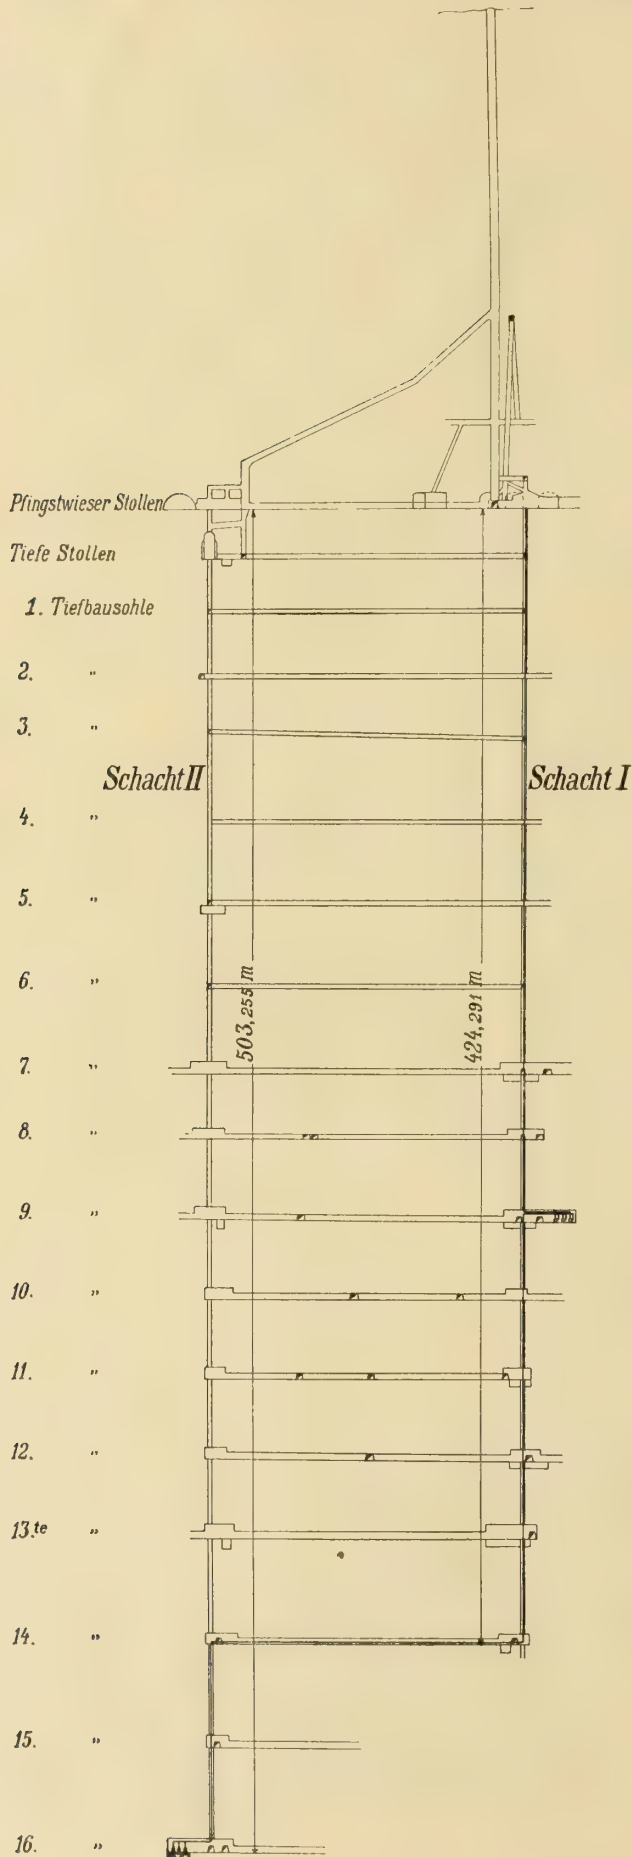 Pfingstwieser Stollen
Tiefe Stollen
1. Tiefbausohle
2. "
3. "
Schacht II
Schacht I
4. "
5. "
6. "
503,255 m
424,291 m
7. "
8. "
9. "
10. "
11. "
12. "
13.te "
14. "
15. "
16. "